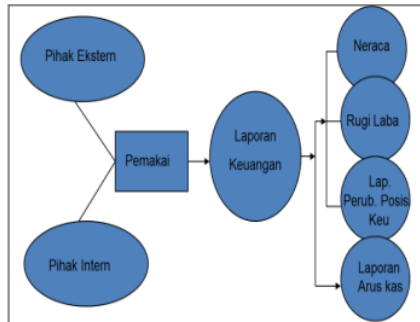 Pihak Ekstern
Pemakai
Pihak Intern
Laporan
Keuangan
Neraca
Rugi Laba
Lap.
Perub. Posis
Keu
Laporan
Arus kas